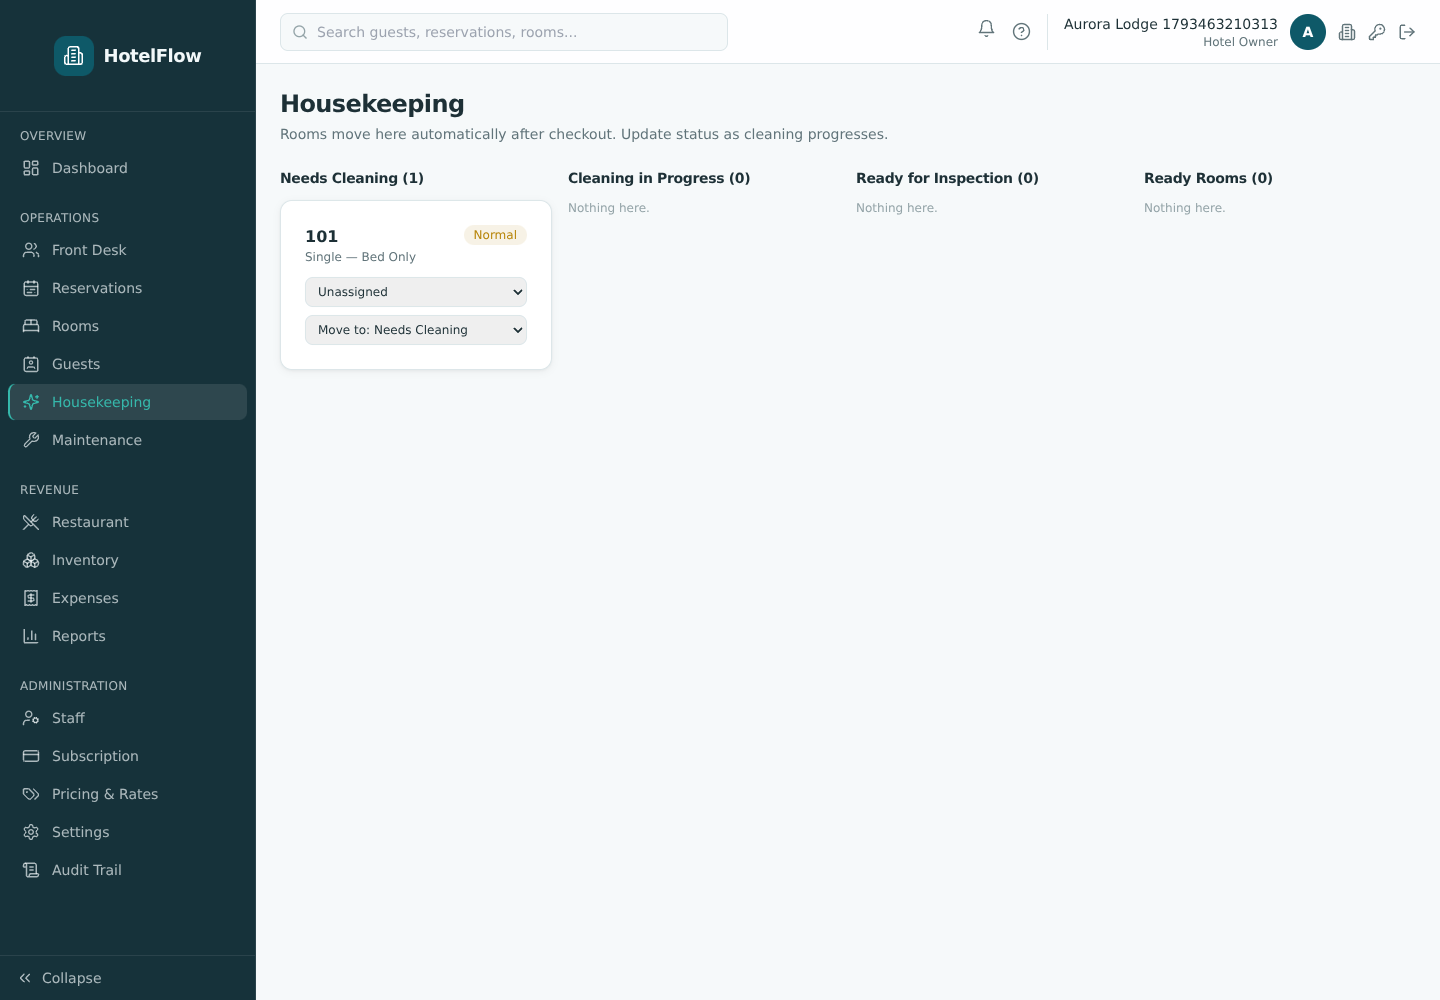 HotelFlow
OVERVIEW
Dashboard
OPERATIONS
Front Desk
Reservations
Rooms
Guests
Housekeeping
Maintenance
REVENUE
Restaurant
Inventory
Expenses
Reports
ADMINISTRATION
Staff
Subscription
Pricing & Rates
Settings
Audit Trail
Collapse
Search guests, reservations, rooms...
Aurora Lodge 1793463210313
Hotel Owner
A
Housekeeping
Rooms move here automatically after checkout. Update status as cleaning progresses.
Needs Cleaning (1)
101
Normal
Single — Bed Only
Unassigned
Move to: Needs Cleaning
Cleaning in Progress (0)
Nothing here.
Ready for Inspection (0)
Nothing here.
Ready Rooms (0)
Nothing here.